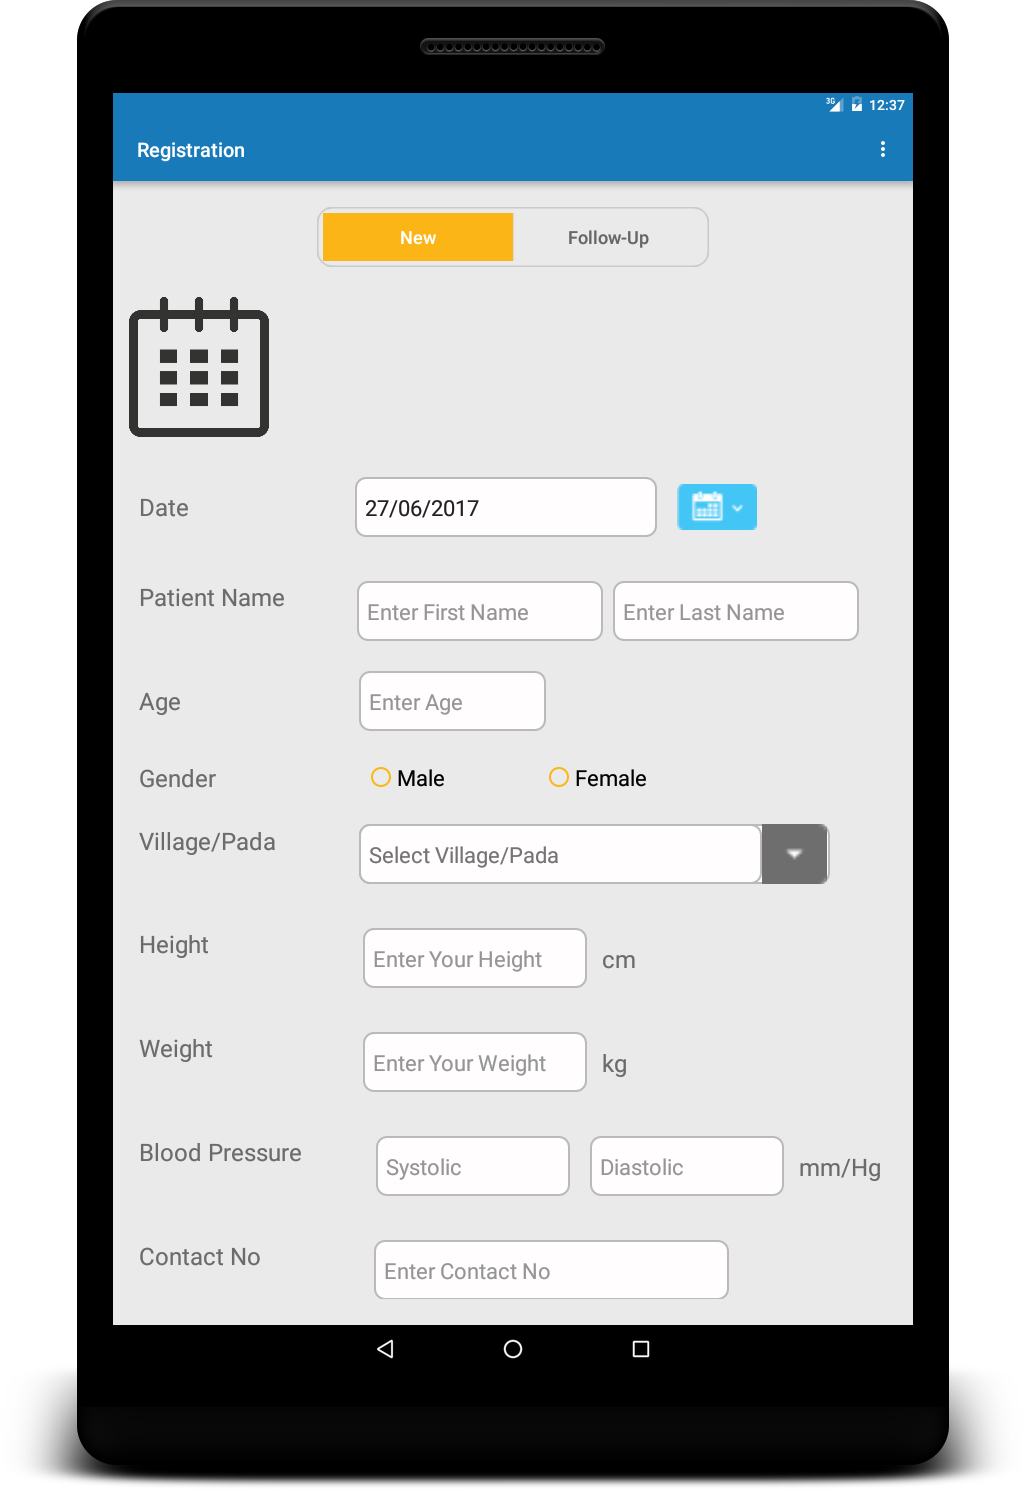 3G 12:37
Registration
New Follow-Up
Date 27/06/2017
Patient Name Enter First Name Enter Last Name
Age Enter Age
Gender Male Female
Village/Pada Select Village/Pada
Height Enter Your Height cm
Weight Enter Your Weight kg
Blood Pressure Systolic Diastolic mm/Hg
Contact No Enter Contact No